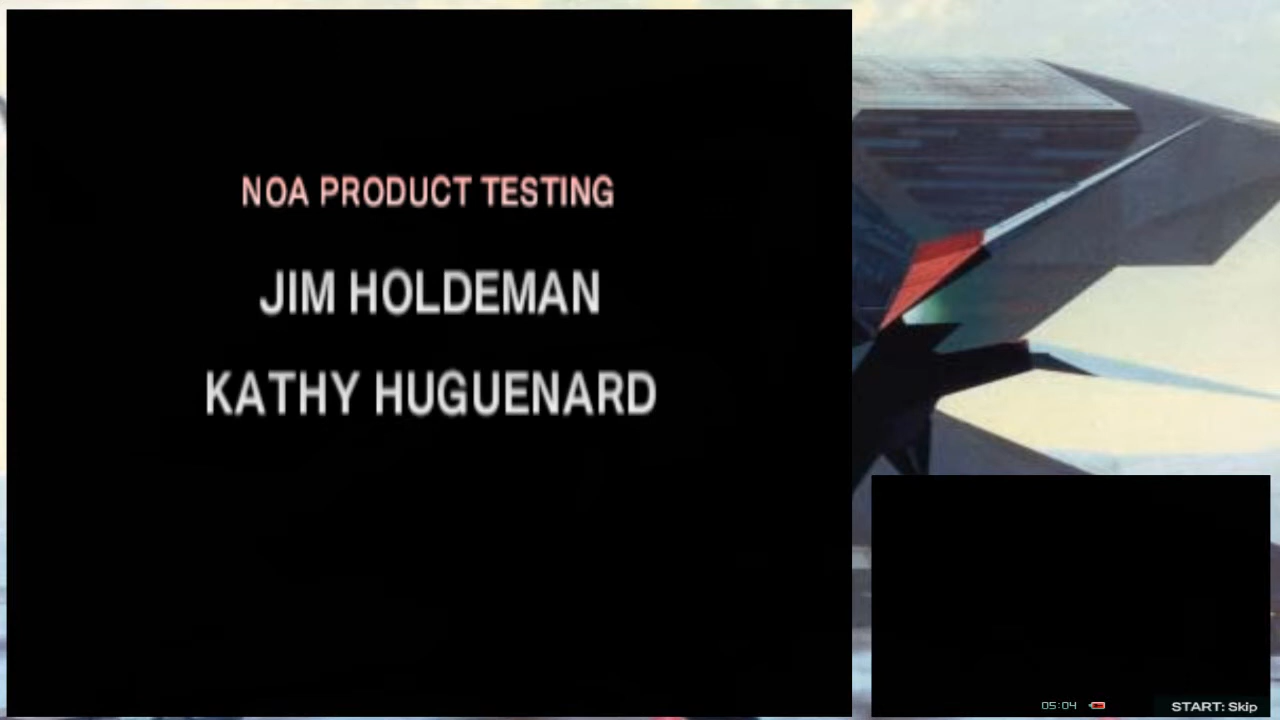 NOA PRODUCT TESTING
JIM HOLDEMAN
KATHY HUGUENARD
05:04
START: Skip